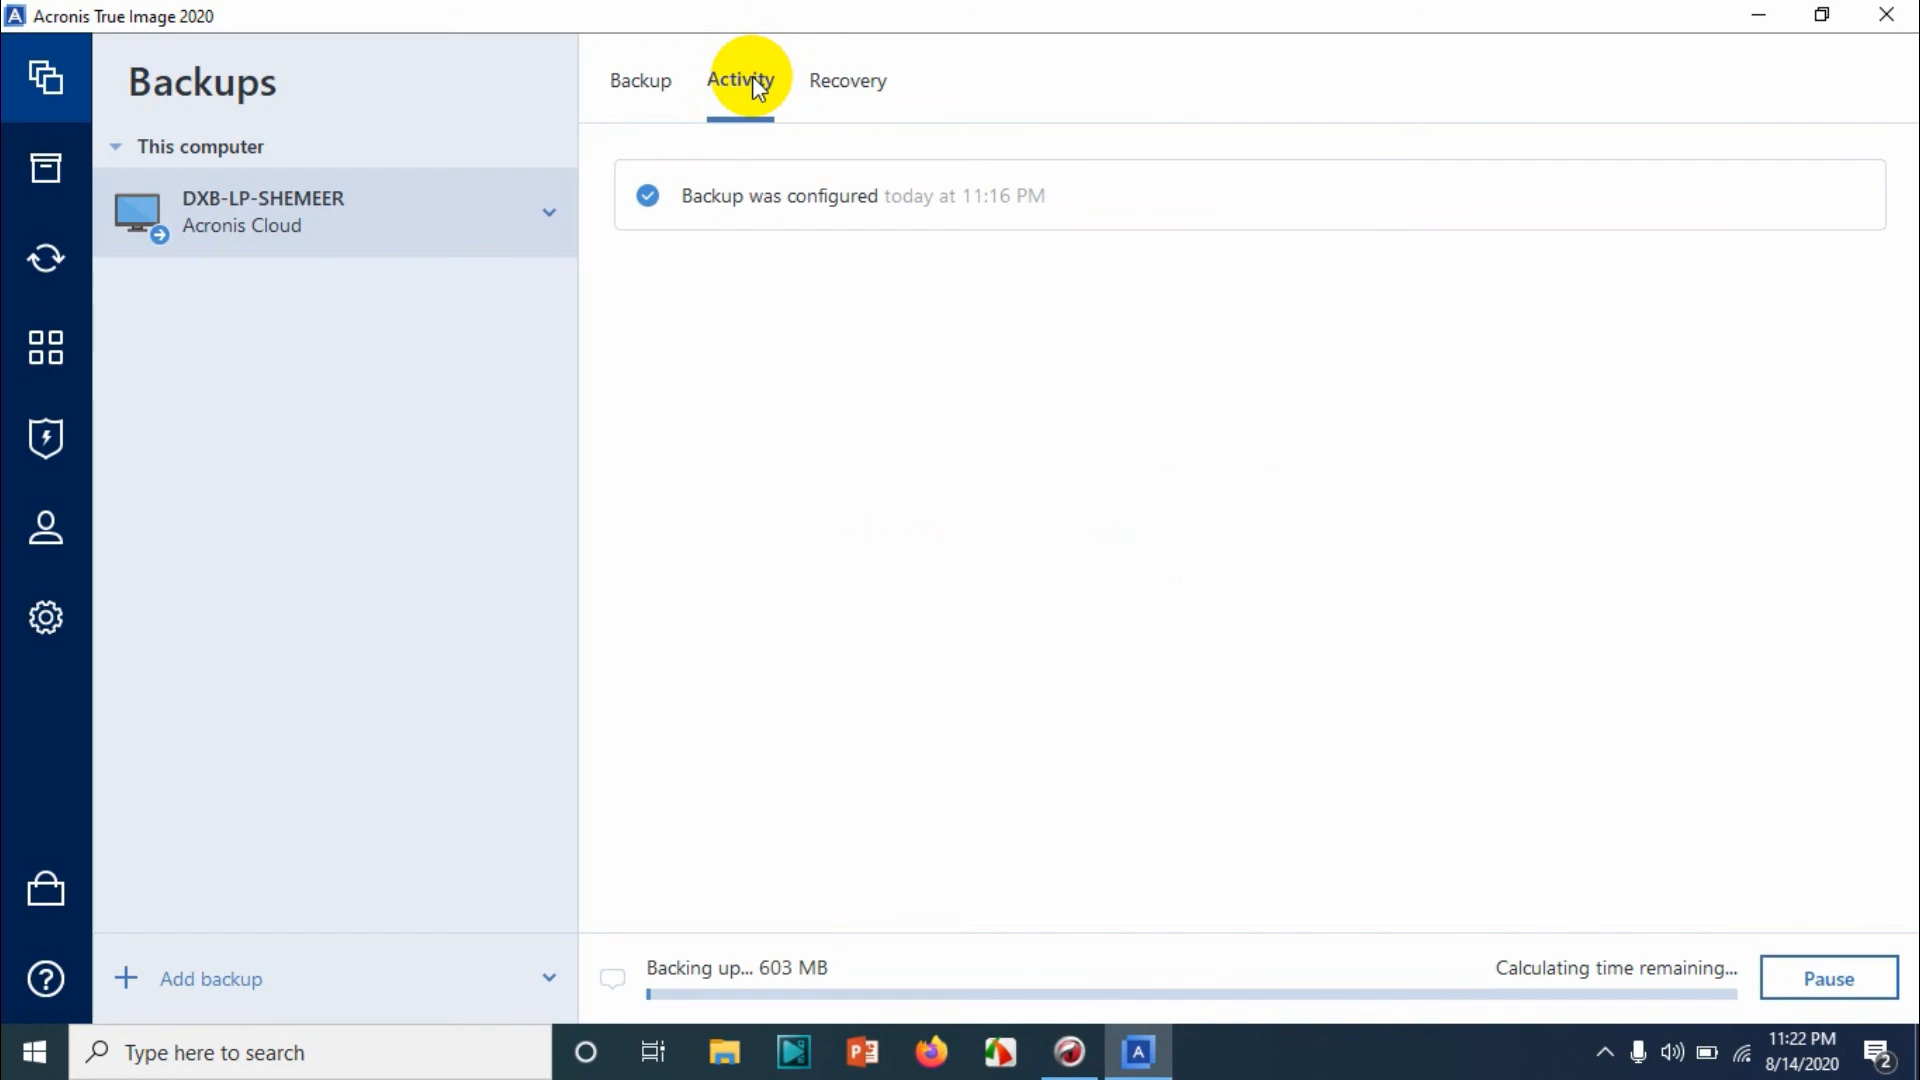 Acronis True Image 2020
Backups
This computer
DXB-LP-SHEMEER
Acronis Cloud
Add backup
Backup
Activity
Recovery
Backup was configured today at 11:16 PM
Backing up... 603 MB
Calculating time remaining...
Pause
Type here to search
11:22 PM
8/14/2020
2